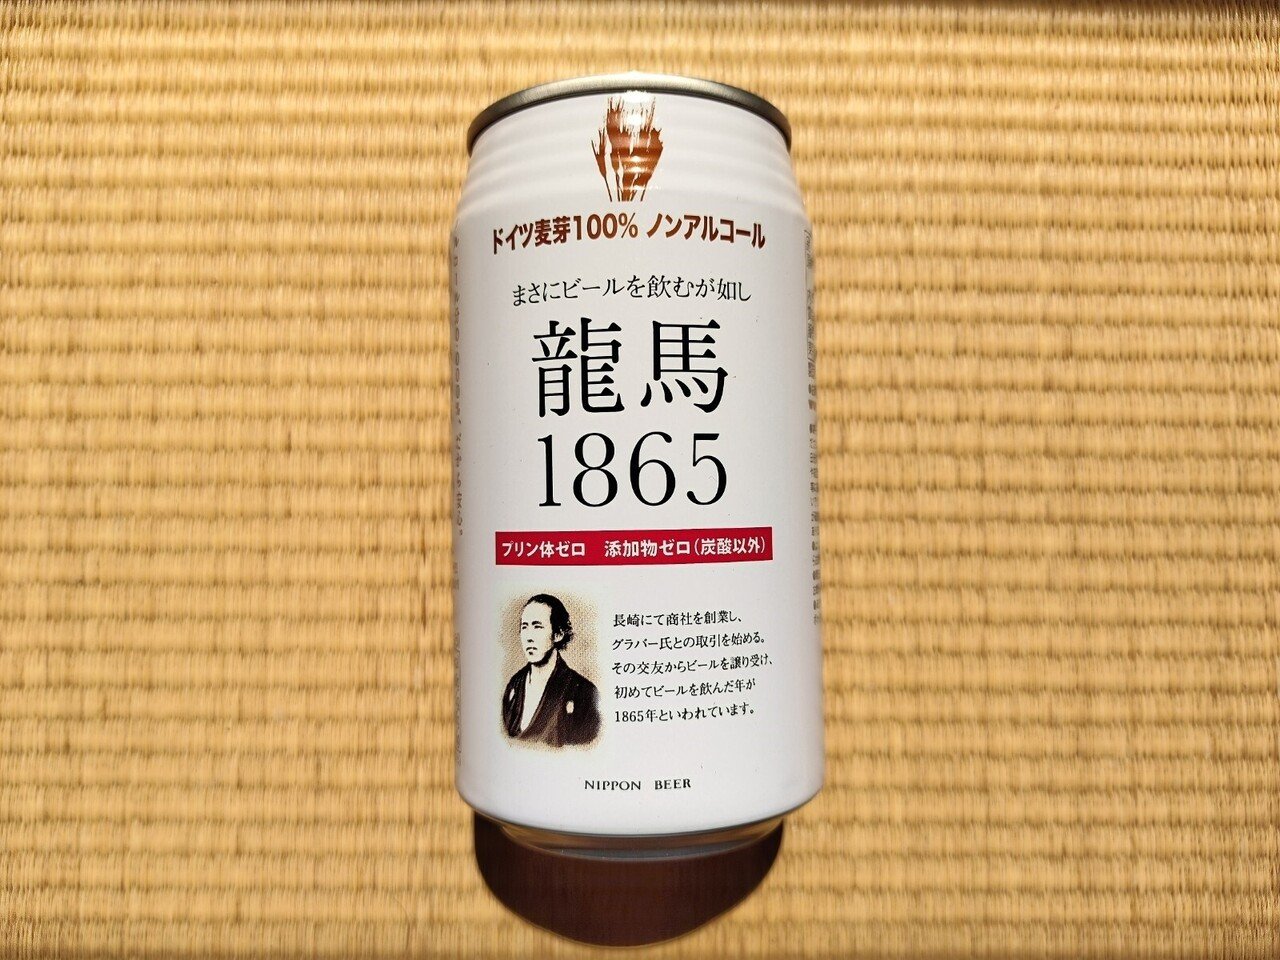 ドイツ麦芽100% ノンアルコール
まさにビールを飲むが如し
龍馬
1865
プリン体ゼロ 添加物ゼロ(炭酸以外)
長崎にて商社を創業し、
グラバー氏との取引を始める。
その交友からビールを譲り受け、
初めてビールを飲んだ年が
1865年といわれています。
NIPPON BEER